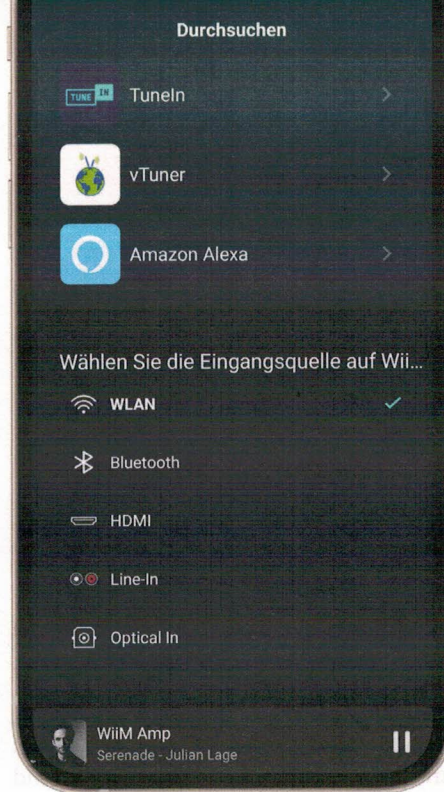 Durchsuchen
TUNE IN TuneIn
vTuner
Amazon Alexa
Wählen Sie die Eingangsquelle auf Wii...
WLAN
Bluetooth
HDMI
Line-In
Optical In
WiiM Amp
Serenade - Julian Lage